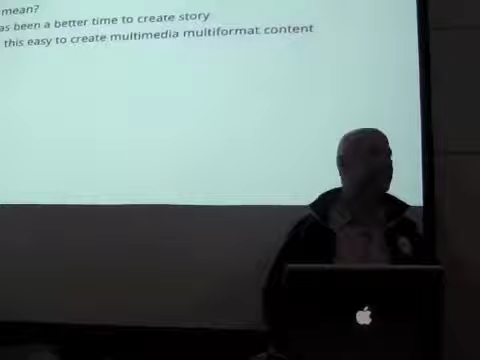 mean?
as been a better time to create story
this easy to create multimedia multiformat content